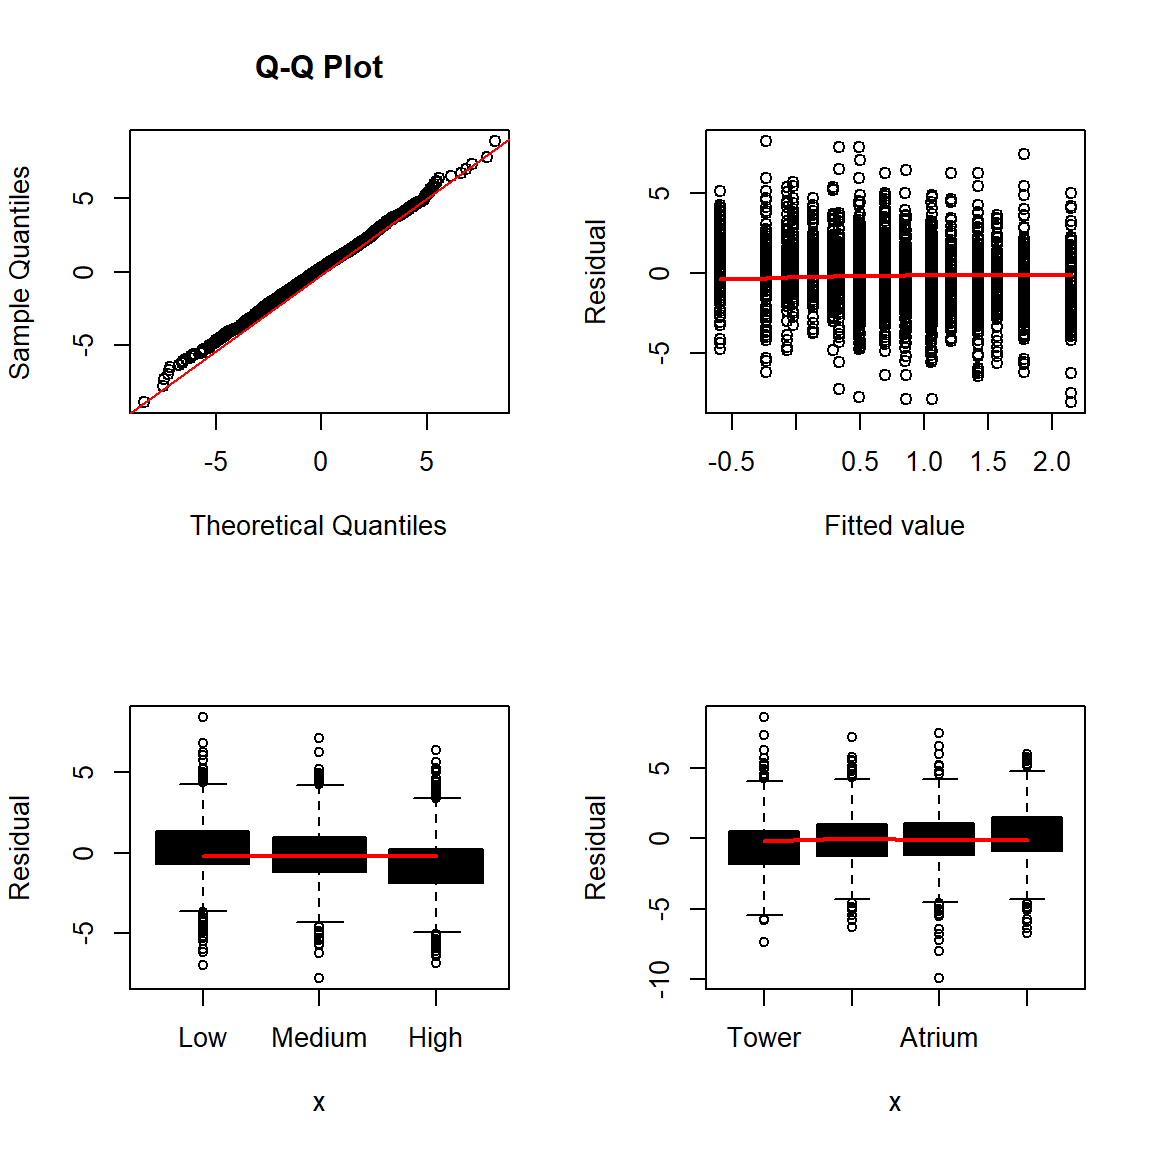 Q-Q Plot
Sample Quantiles
5
0
-5
-5 0 5
Theoretical Quantiles
Residual
5
0
-5
-0.5 0.5 1.0 1.5 2.0
Fitted value
Residual
5
0
-5
Low Medium High
x
Residual
5
0
-5
-10
Tower Atrium
x